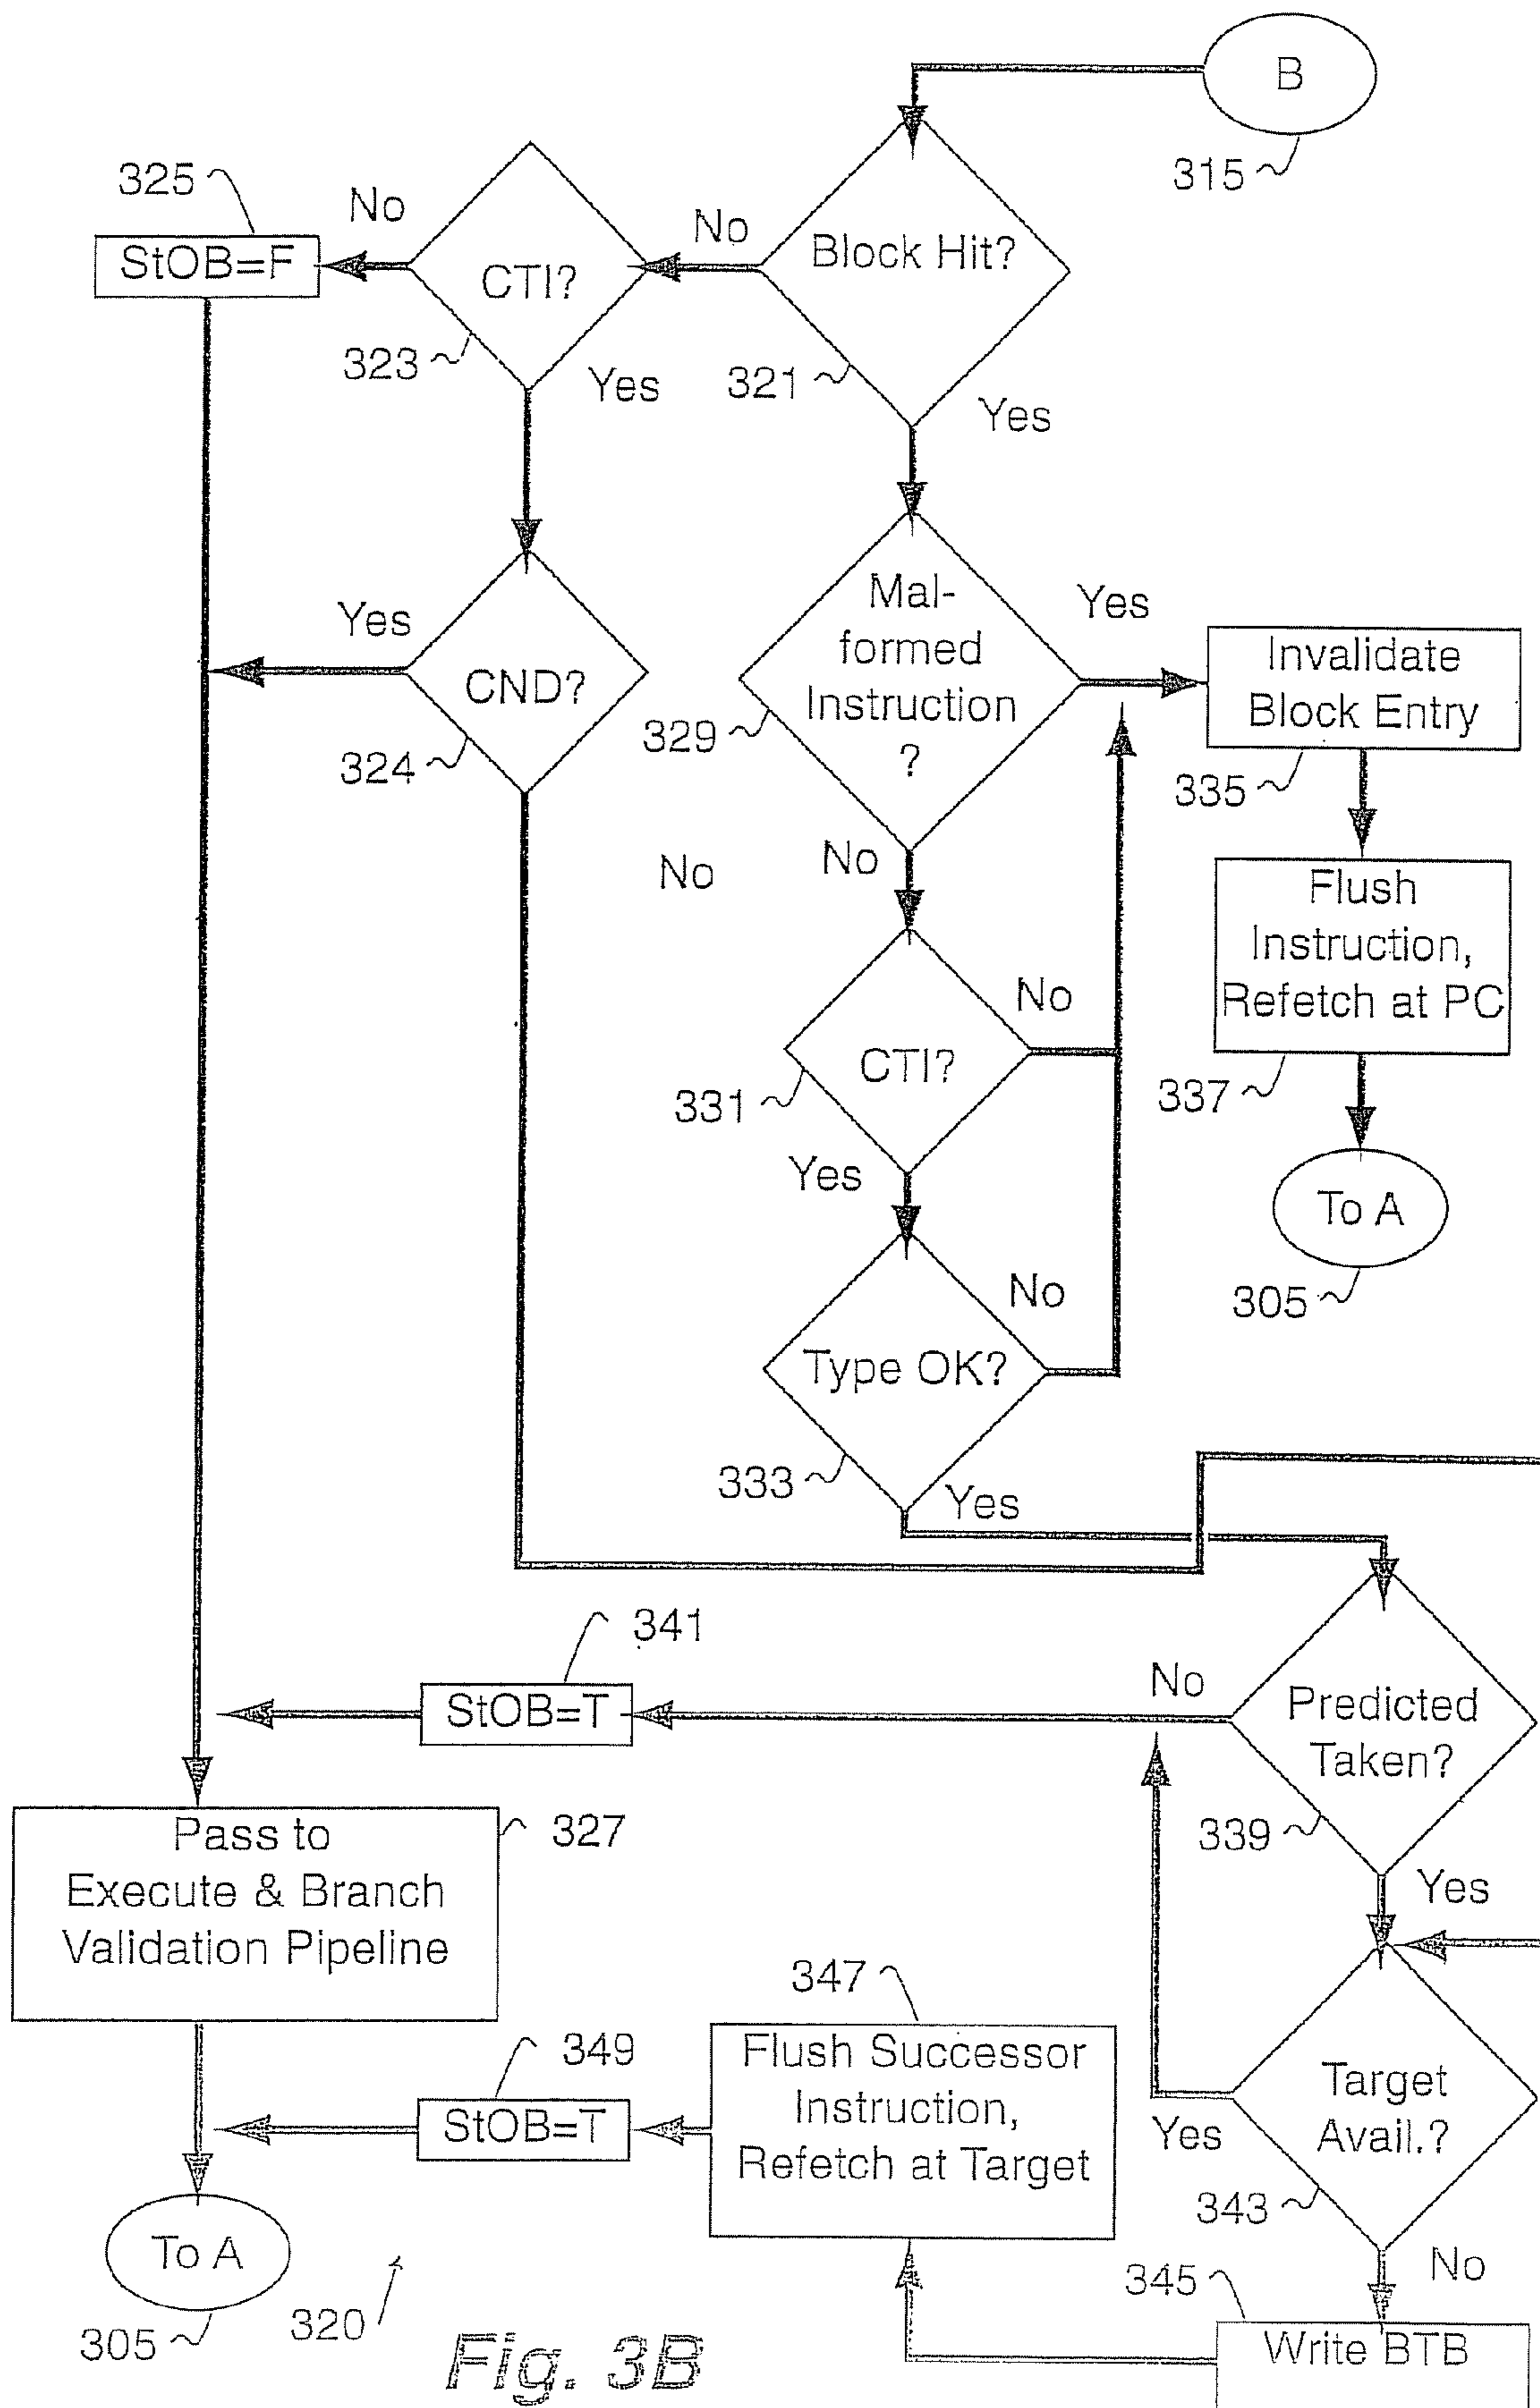 B
315
325
No
No
StOB=F
CTI?
Block Hit?
323
Yes
321
Yes
Yes
CND?
324
Mal-
formed
Instruction
?
329
Yes
Invalidate
Block Entry
335
No
No
Flush
Instruction,
Refetch at PC
337
CTI?
No
331
Yes
To A
305
Type OK?
No
333
Yes
341
StOB=T
No
Predicted
Taken?
339
Yes
Pass to
Execute & Branch
Validation Pipeline
327
347
349
StOB=T
Flush Successor
Instruction,
Refetch at Target
Yes
Target
Avail.?
343
No
To A
305
320
345
Write BTB
Fig. 3B